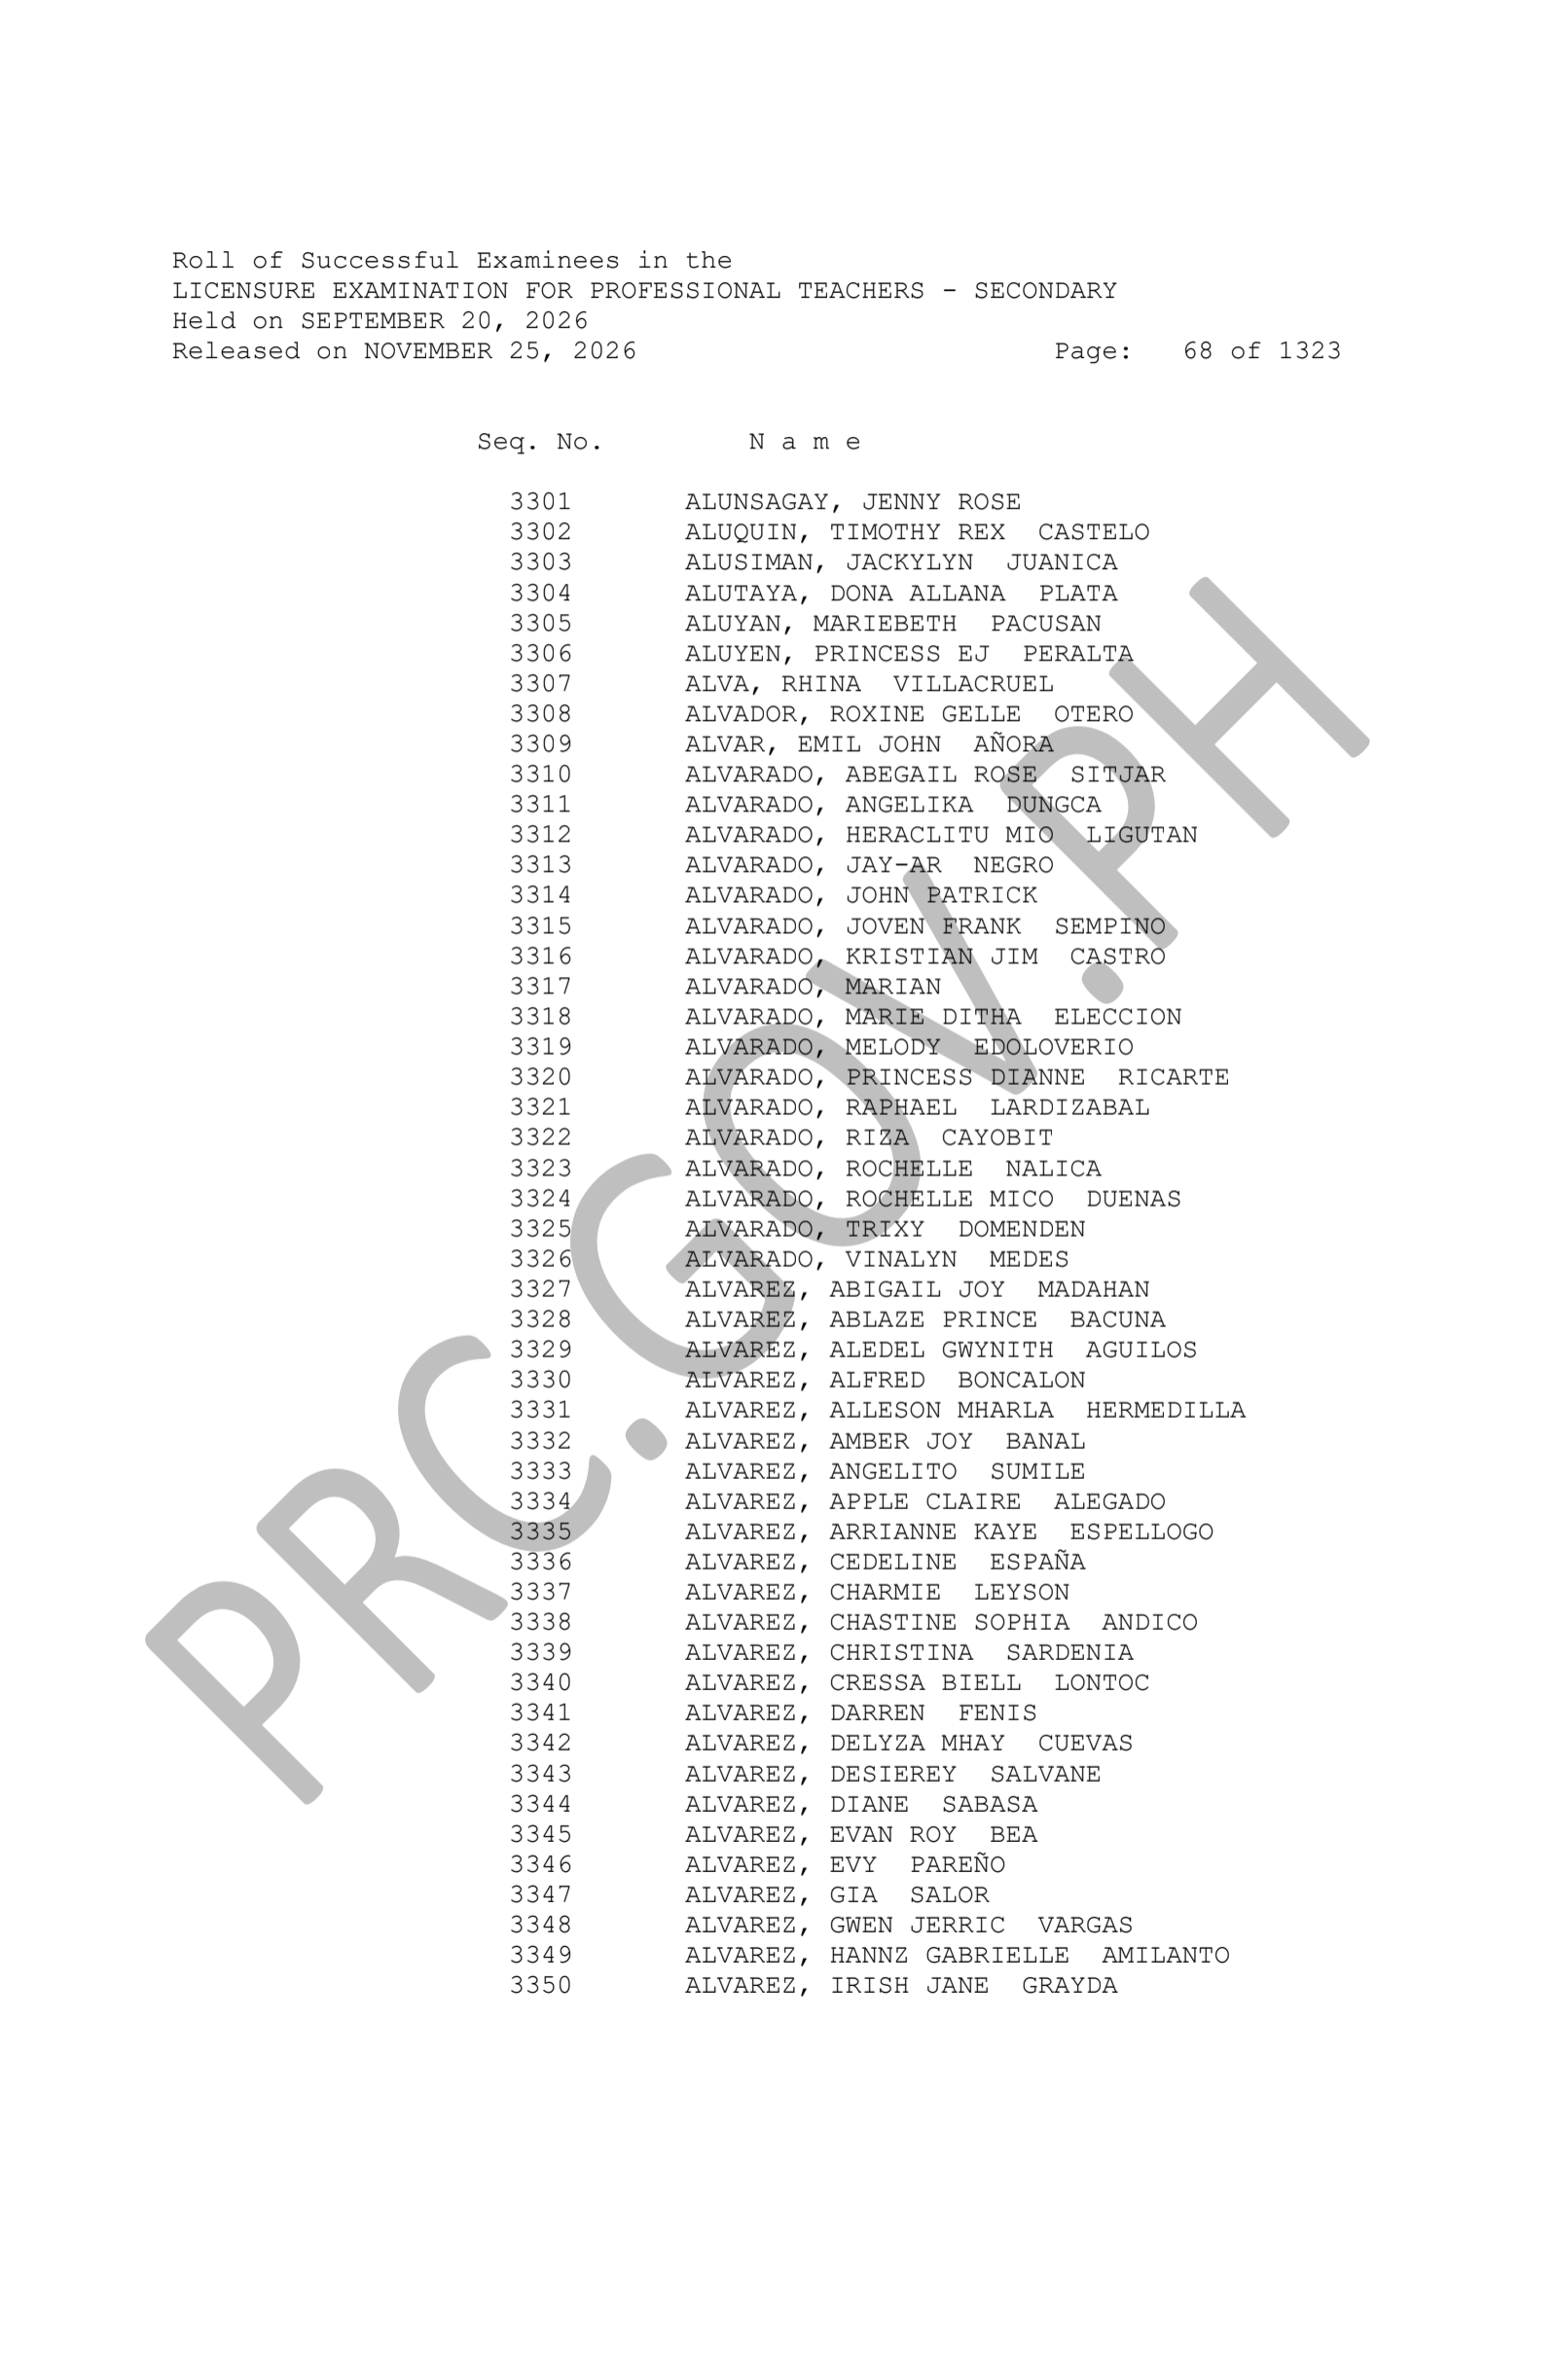 Roll of Successful Examinees in the
LICENSURE EXAMINATION FOR PROFESSIONAL TEACHERS - SECONDARY
Held on SEPTEMBER 20, 2026
Released on NOVEMBER 25, 2026 Page: 68 of 1323
Seq. No. N a m e
3301 ALUNSAGAY, JENNY ROSE
3302 ALUQUIN, TIMOTHY REX CASTELO
3303 ALUSIMAN, JACKYLYN JUANICA
3304 ALUTAYA, DONA ALLANA PLATA
3305 ALUYAN, MARIEBETH PACUSAN
3306 ALUYEN, PRINCESS EJ PERALTA
3307 ALVA, RHINA VILLACRUEL
3308 ALVADOR, ROXINE GELLE OTERO
3309 ALVAR, EMIL JOHN AÑORA
3310 ALVARADO, ABEGAIL ROSE SITJAR
3311 ALVARADO, ANGELIKA DUNGCA
3312 ALVARADO, HERACLITU MIO LIGUTAN
3313 ALVARADO, JAY-AR NEGRO
3314 ALVARADO, JOHN PATRICK
3315 ALVARADO, JOVEN FRANK SEMPINO
3316 ALVARADO, KRISTIAN JIM CASTRO
3317 ALVARADO, MARIAN
3318 ALVARADO, MARIE DITHA ELECCION
3319 ALVARADO, MELODY EDOLOVERIO
3320 ALVARADO, PRINCESS DIANNE RICARTE
3321 ALVARADO, RAPHAEL LARDIZABAL
3322 ALVARADO, RIZA CAYOBIT
3323 ALVARADO, ROCHELLE NALICA
3324 ALVARADO, ROCHELLE MICO DUENAS
3325 ALVARADO, TRIXY DOMENDEN
3326 ALVARADO, VINALYN MEDES
3327 ALVAREZ, ABIGAIL JOY MADAHAN
3328 ALVAREZ, ABLAZE PRINCE BACUNA
3329 ALVAREZ, ALEDEL GWYNITH AGUILOS
3330 ALVAREZ, ALFRED BONCALON
3331 ALVAREZ, ALLESON MHARLA HERMEDILLA
3332 ALVAREZ, AMBER JOY BANAL
3333 ALVAREZ, ANGELITO SUMILE
3334 ALVAREZ, APPLE CLAIRE ALEGADO
3335 ALVAREZ, ARRIANNE KAYE ESPELLOGO
3336 ALVAREZ, CEDELINE ESPAÑA
3337 ALVAREZ, CHARMIE LEYSON
3338 ALVAREZ, CHASTINE SOPHIA ANDICO
3339 ALVAREZ, CHRISTINA SARDENIA
3340 ALVAREZ, CRESSA BIELL LONTOC
3341 ALVAREZ, DARREN FENIS
3342 ALVAREZ, DELYZA MHAY CUEVAS
3343 ALVAREZ, DESIEREY SALVANE
3344 ALVAREZ, DIANE SABASA
3345 ALVAREZ, EVAN ROY BEA
3346 ALVAREZ, EVY PAREÑO
3347 ALVAREZ, GIA SALOR
3348 ALVAREZ, GWEN JERRIC VARGAS
3349 ALVAREZ, HANNZ GABRIELLE AMILANTO
3350 ALVAREZ, IRISH JANE GRAYDA
PRC.GOV.PH